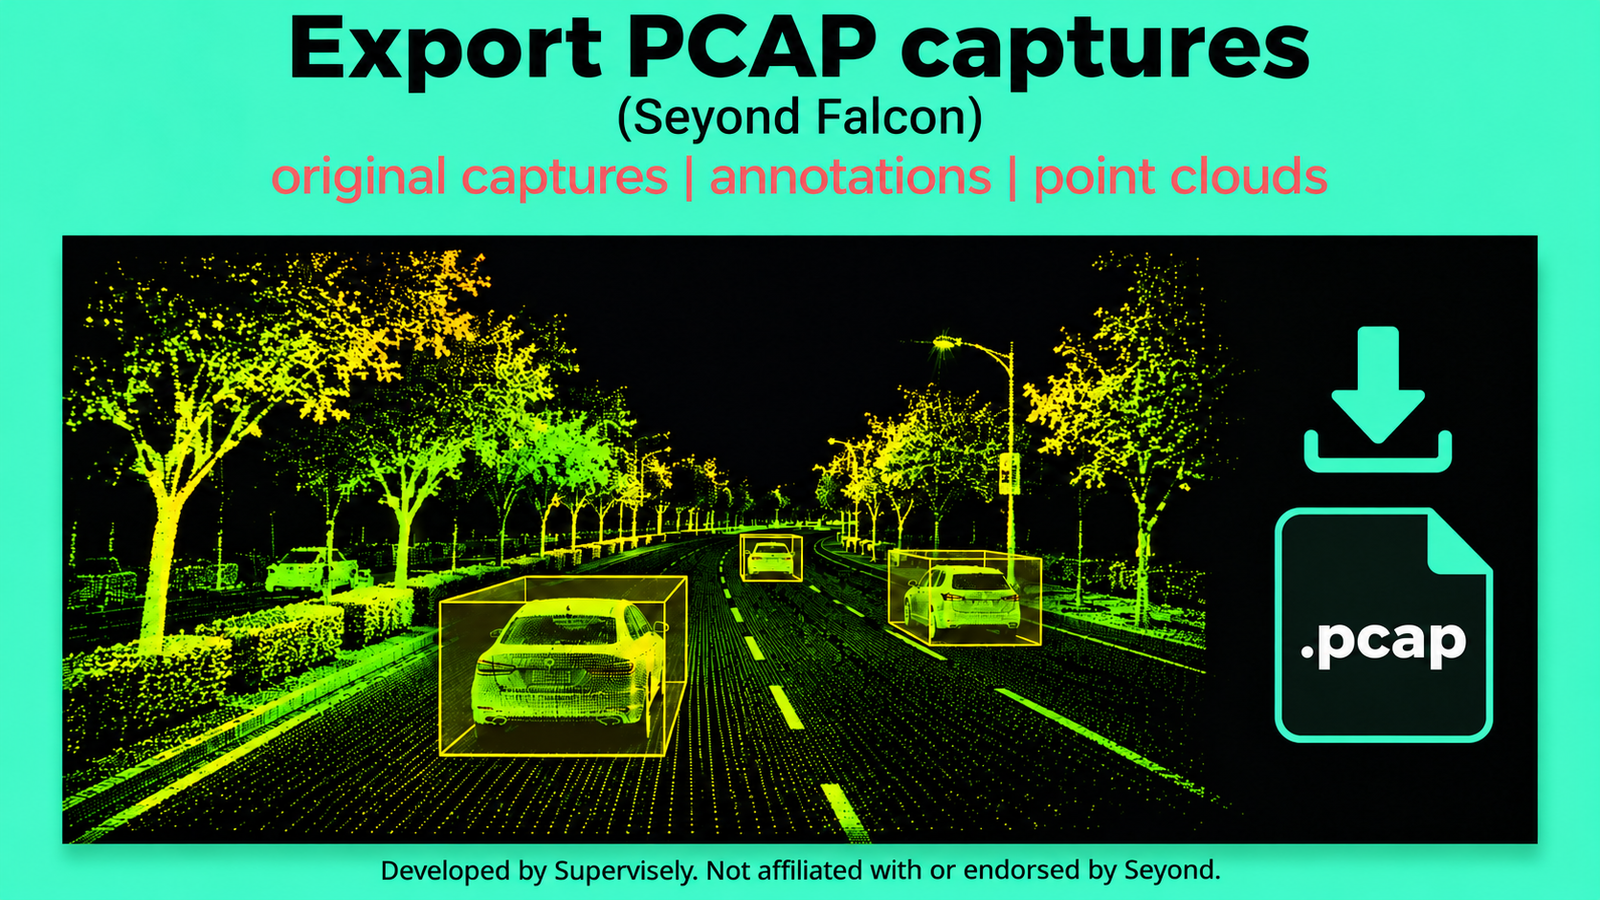 Export PCAP captures
(Seyond Falcon)
original captures | annotations | point clouds
.pcap
Developed by Supervisely. Not affiliated with or endorsed by Seyond.